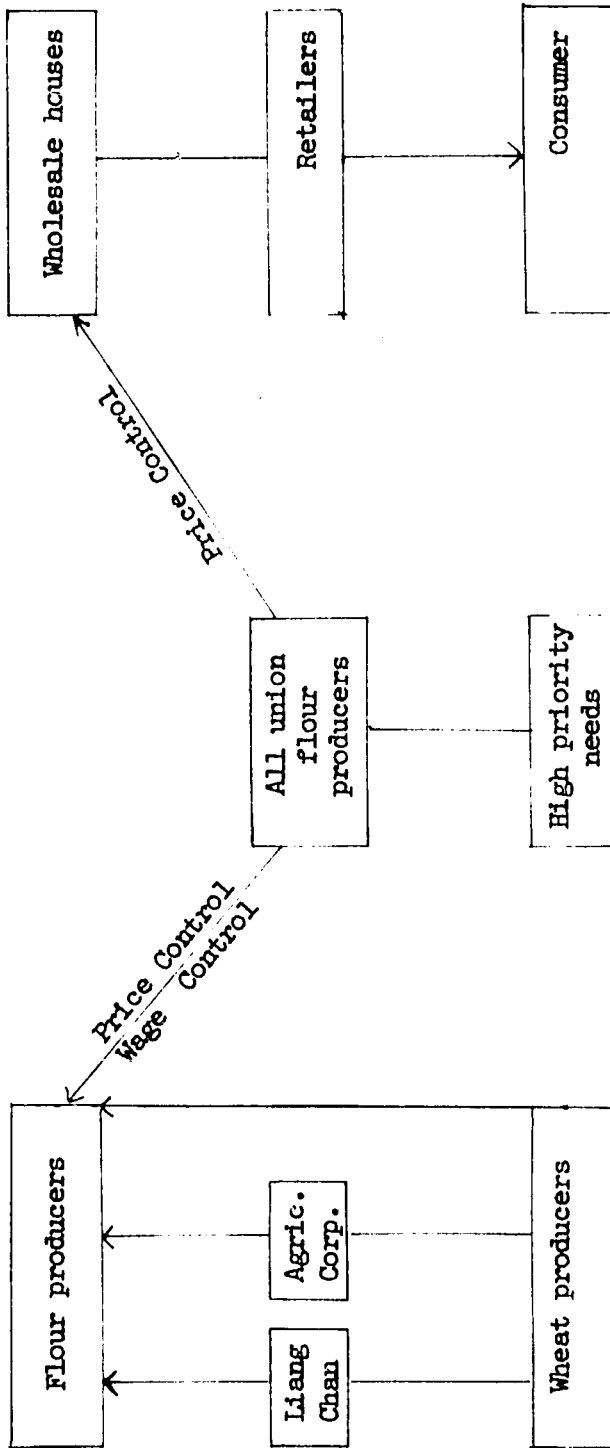 Flour producers
Liang
Chan
Agric.
Corp.
Wheat producers
Price Control
Wage Control
All union
flour
producers
High priority
needs
Price Control
Wholesale houses
Retailers
Consumer